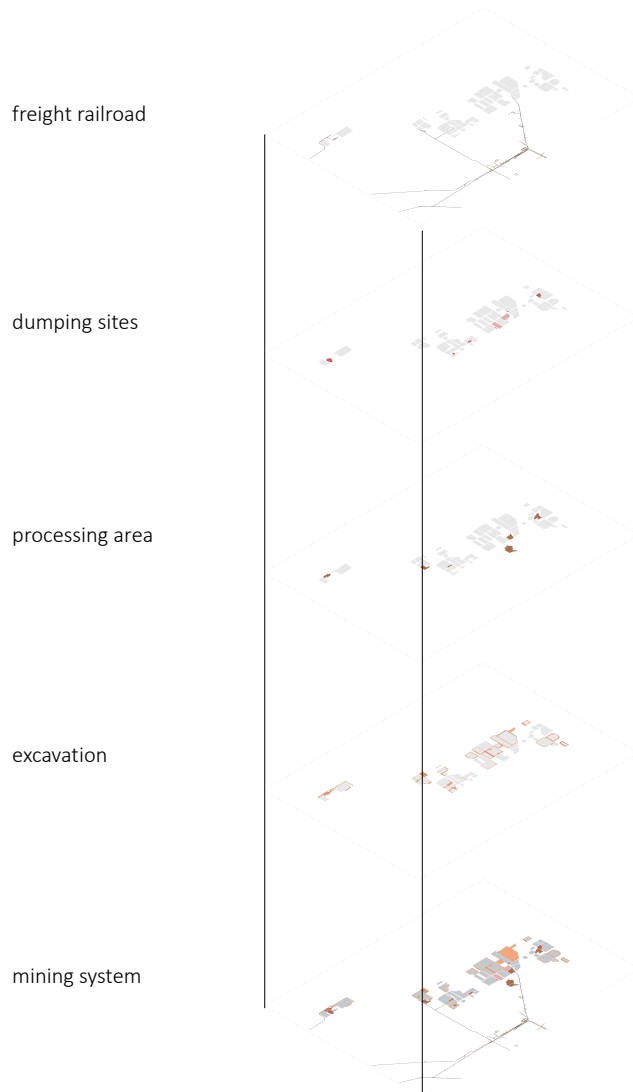 freight railroad
dumping sites
processing area
excavation
mining system